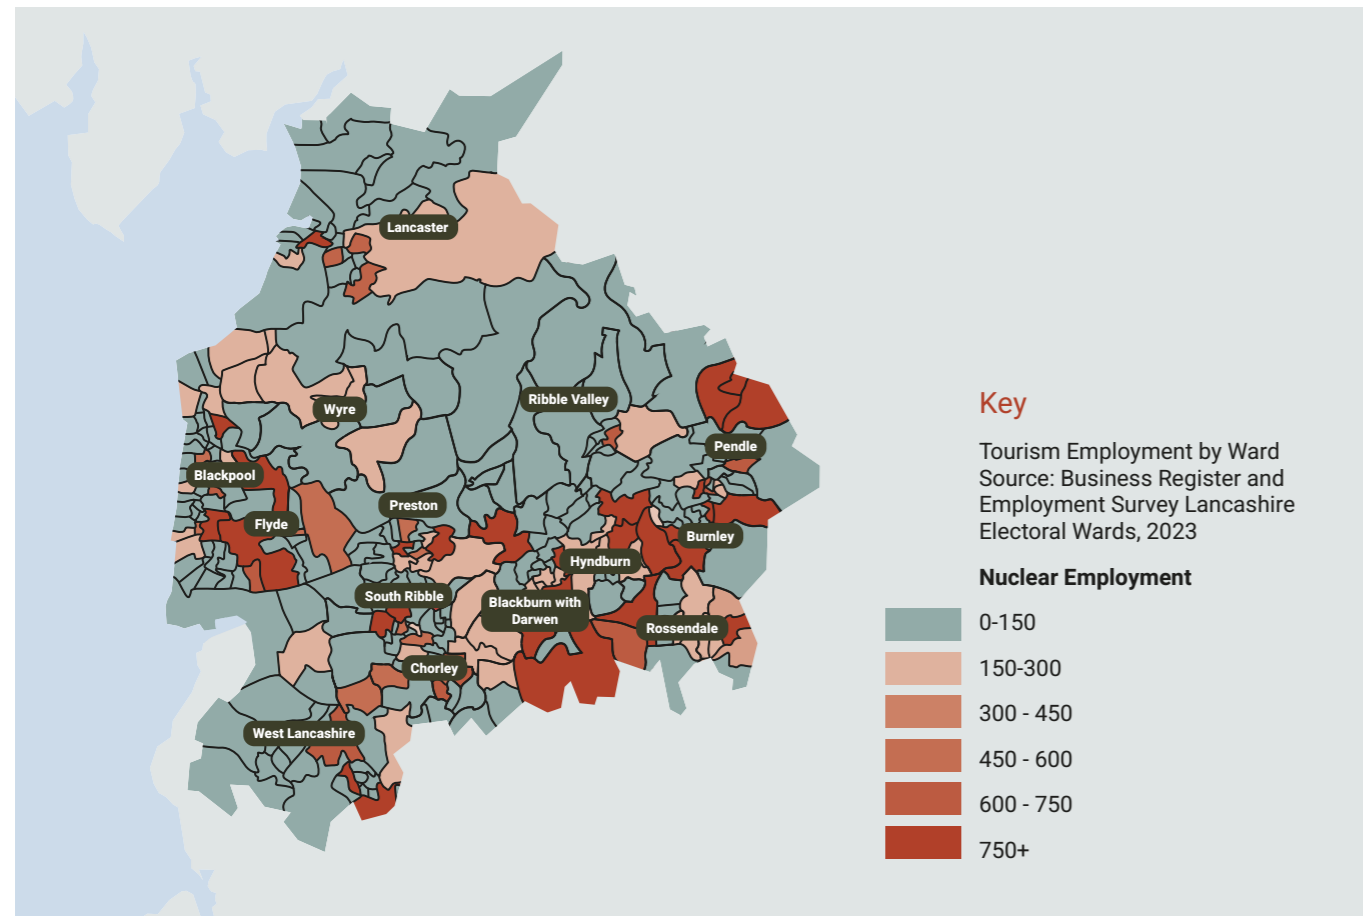 Lancaster
Wyre
Ribble Valley
Pendle
Blackpool
Preston
Flyde
Burnley
Hyndburn
South Ribble
Blackburn with
Darwen
Rossendale
Chorley
West Lancashire
Key
Tourism Employment by Ward
Source: Business Register and
Employment Survey Lancashire
Electoral Wards, 2023
Nuclear Employment
0-150
150-300
300 - 450
450 - 600
600 - 750
750+